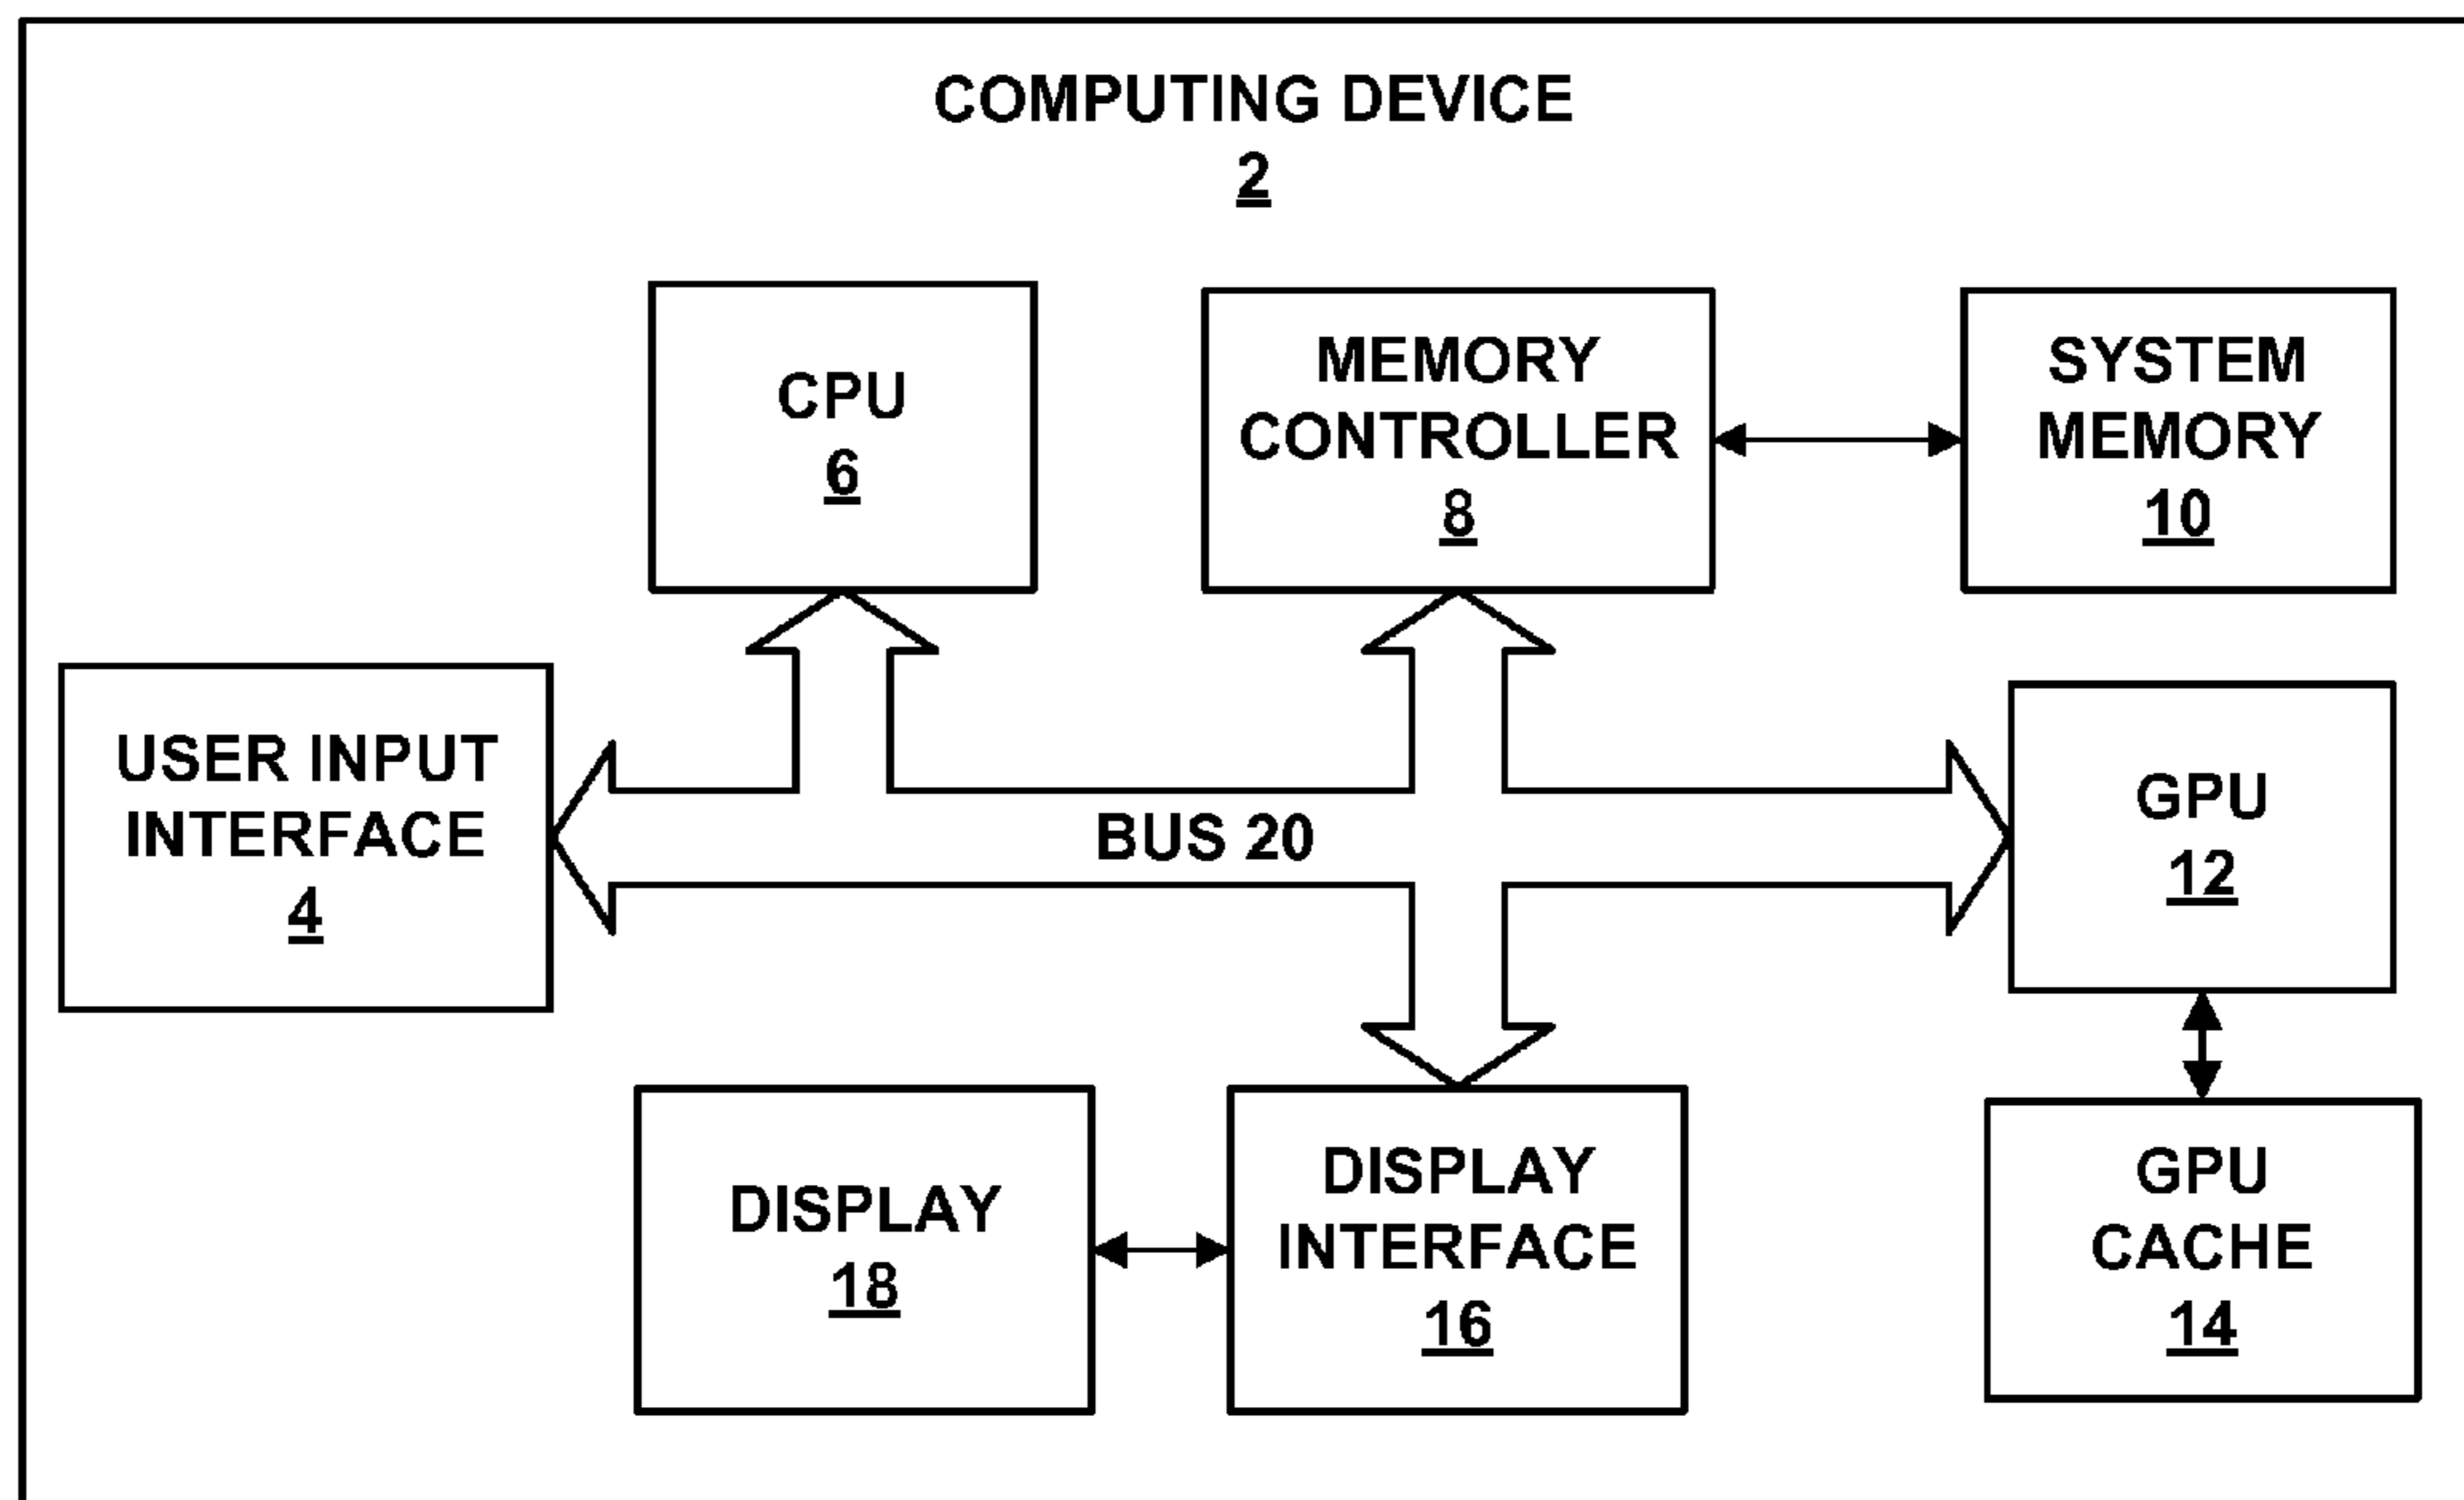 COMPUTING DEVICE
2
CPU
6
MEMORY
CONTROLLER
8
SYSTEM
MEMORY
10
USER INPUT
INTERFACE
4
BUS 20
GPU
12
DISPLAY
18
DISPLAY
INTERFACE
16
GPU
CACHE
14